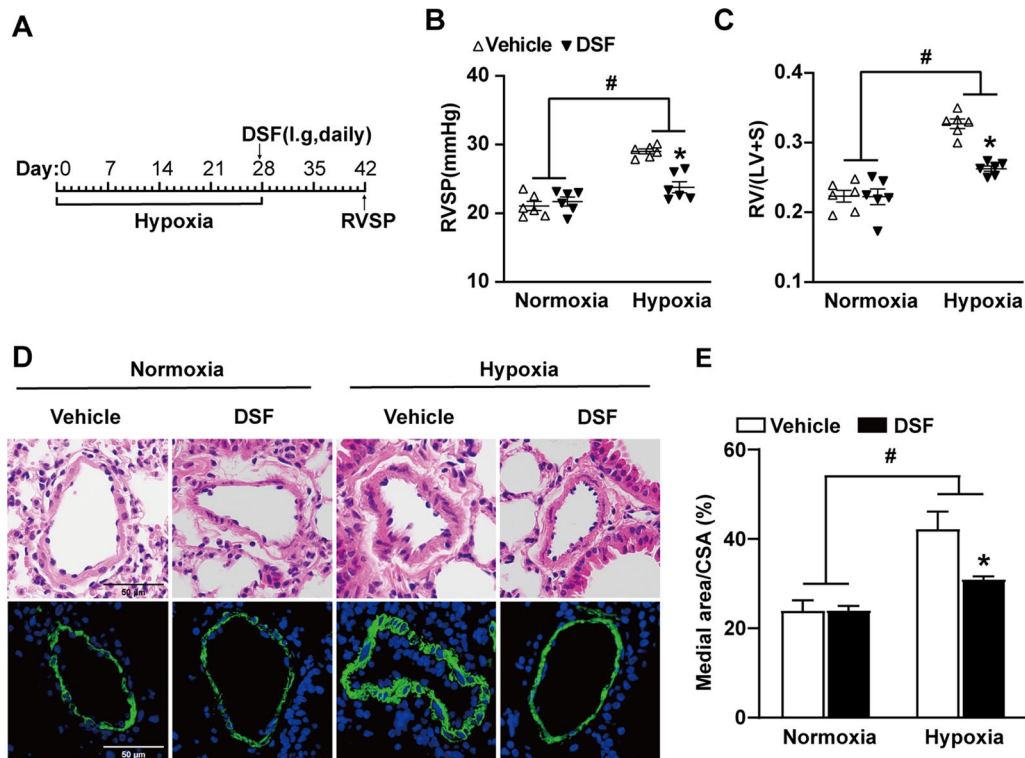 A
DSF(I.g,daily)
Day: 0 7 14 21 28 35 42
Hypoxia
RVSP
B
△Vehicle ▼DSF
#
*
40
30
20
10
RVSP(mmHg)
Normoxia Hypoxia
C
#
*
0.4
0.3
0.2
0.1
RV/(LV+S)
Normoxia Hypoxia
D
Normoxia Hypoxia
Vehicle DSF Vehicle DSF
50 μm
50 μm
E
Vehicle DSF
#
*
60
40
20
0
Medial area/CSA (%)
Normoxia Hypoxia